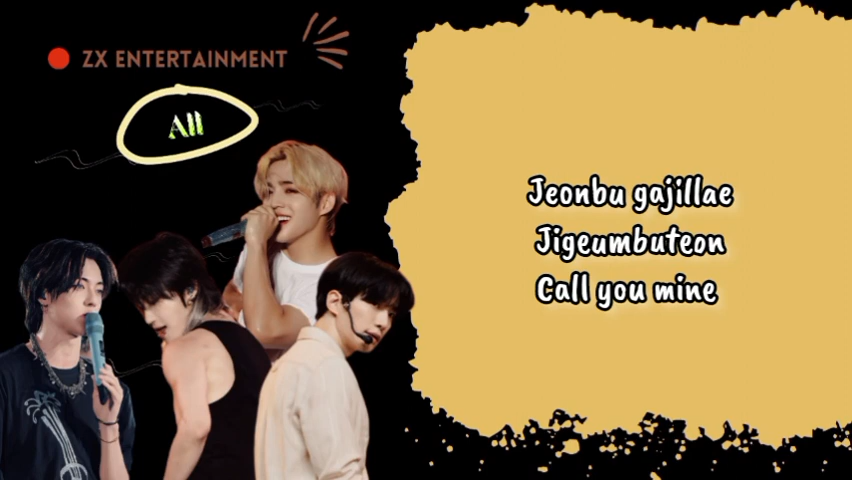 ZX ENTERTAINMENT
All
Jeonbu gajillae
Jigeumbuteon
Call you mine